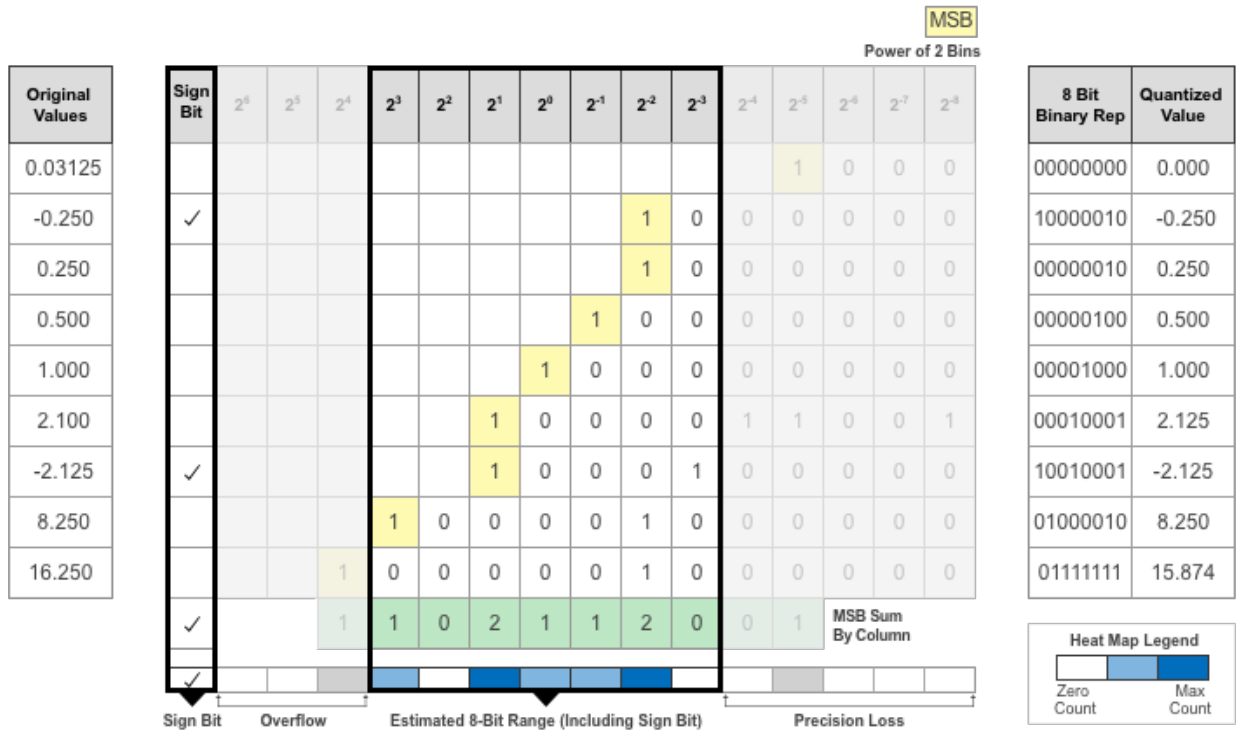 MSB
Power of 2 Bins
Original Values
Sign Bit 2⁶ 2⁵ 2⁴ 2³ 2² 2¹ 2⁰ 2⁻¹ 2⁻² 2⁻³ 2⁻⁴ 2⁻⁵ 2⁻⁶ 2⁻⁷ 2⁻⁸
8 Bit Binary Rep Quantized Value
0.03125 1 0 0 0 00000000 0.000
-0.250 ✓ 1 0 0 0 0 0 0 10000010 -0.250
0.250 1 0 0 0 0 0 0 00000010 0.250
0.500 1 0 0 0 0 0 0 0 00000100 0.500
1.000 1 0 0 0 0 0 0 0 0 00001000 1.000
2.100 1 0 0 0 0 1 1 0 0 1 00010001 2.125
-2.125 ✓ 1 0 0 0 1 0 0 0 0 0 10010001 -2.125
8.250 1 0 0 0 0 1 0 0 0 0 0 0 01000010 8.250
16.250 1 0 0 0 0 0 1 0 0 0 0 0 0 01111111 15.874
✓ 1 1 0 2 1 1 2 0 0 1 MSB Sum
By Column
✓
Sign Bit Overflow Estimated 8-Bit Range (Including Sign Bit) Precision Loss
Heat Map Legend
Zero Count Max Count